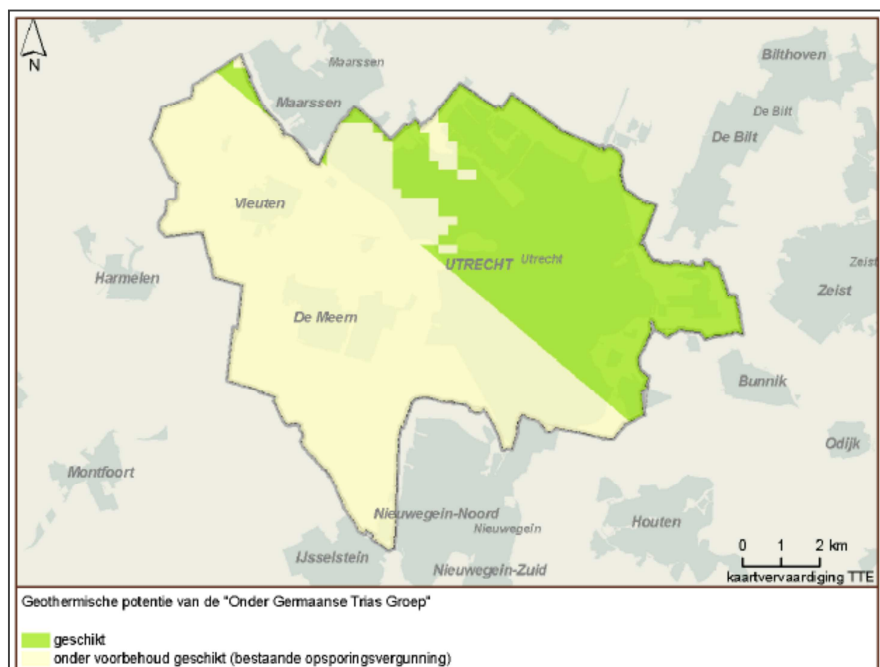 N
Maarssen
Maarssen
Bilthoven
De Bilt
De Bilt
Vleuten
UTRECHT
Utrecht
Zeist
Harmelen
Zeist
De Meern
Bunnik
Odijk
Montfoort
Nieuwegein-Noord
Nieuwegein
Houten
IJsselstein
Nieuwegein-Zuid
0 1 2 km
kaartvervaardiging TTE
Geothermische potentie van de "Onder Germaanse Trias Groep"
geschikt
onder voorbehoud geschikt (bestaande opsporingsvergunning)